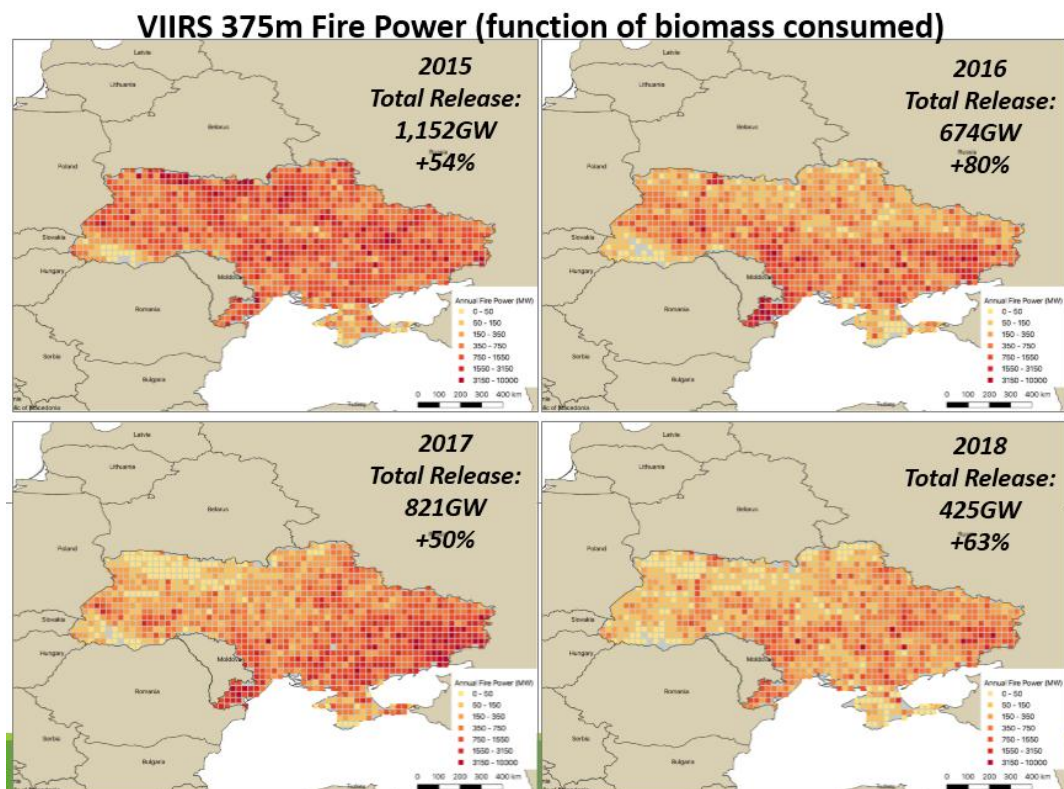 VIIRS 375m Fire Power (function of biomass consumed)
2015
Total Release:
1,152GW
+54%
Latvia
Lithuania
Belarus
Russia
Poland
Slovakia
Hungary
Moldova
Romania
Serbia
Bulgaria
Turkey
Annual Fire Power (MW)
0 - 50
50 - 150
150 - 350
350 - 750
750 - 1550
1550 - 3150
3150 - 10000
0 100 200 300 400 km
2016
Total Release:
674GW
+80%
Latvia
Lithuania
Belarus
Russia
Poland
Slovakia
Hungary
Moldova
Romania
Serbia
Bulgaria
Turkey
Annual Fire Power (MW)
0 - 50
50 - 150
150 - 350
350 - 750
750 - 1550
1550 - 3150
3150 - 10000
0 100 200 300 400 km
2017
Total Release:
821GW
+50%
Latvia
Lithuania
Belarus
Poland
Slovakia
Hungary
Moldova
Romania
Serbia
Bulgaria
Turkey
Annual Fire Power (MW)
0 - 50
50 - 150
150 - 350
350 - 750
750 - 1550
1550 - 3150
3150 - 10000
0 100 200 300 400 km
2018
Total Release:
425GW
+63%
Latvia
Lithuania
Belarus
Poland
Slovakia
Hungary
Moldova
Romania
Serbia
Bulgaria
Turkey
Annual Fire Power (MW)
0 - 50
50 - 150
150 - 350
350 - 750
750 - 1550
1550 - 3150
3150 - 10000
0 100 200 300 400 km